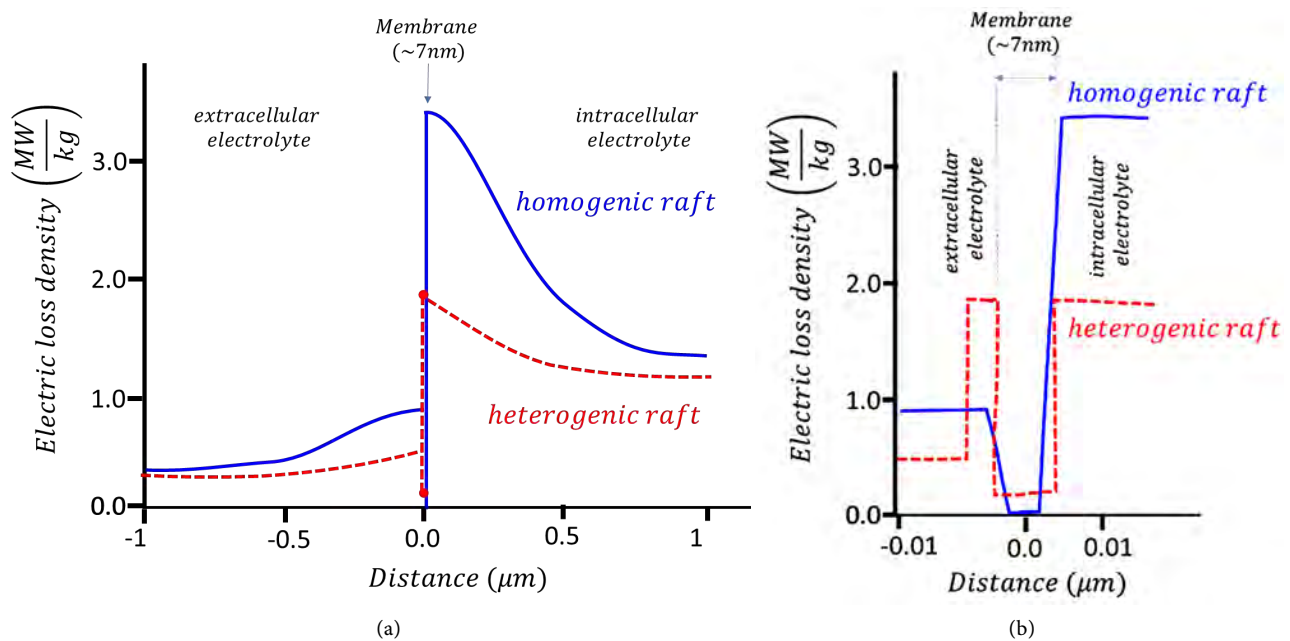 Membrane
(~7nm)
extracellular
electrolyte
intracellular
electrolyte
homogenic raft
heterogenic raft
Electric loss density (MW/kg)
3.0
2.0
1.0
0.0
-1
-0.5
0.0
0.5
1
Distance (μm)
(a)
Membrane
(~7nm)
homogenic raft
extracellular
electrolyte
intracellular
electrolyte
heterogenic raft
Electric loss density (MW/kg)
3.0
2.0
1.0
0.0
-0.01
0.0
0.01
Distance (μm)
(b)